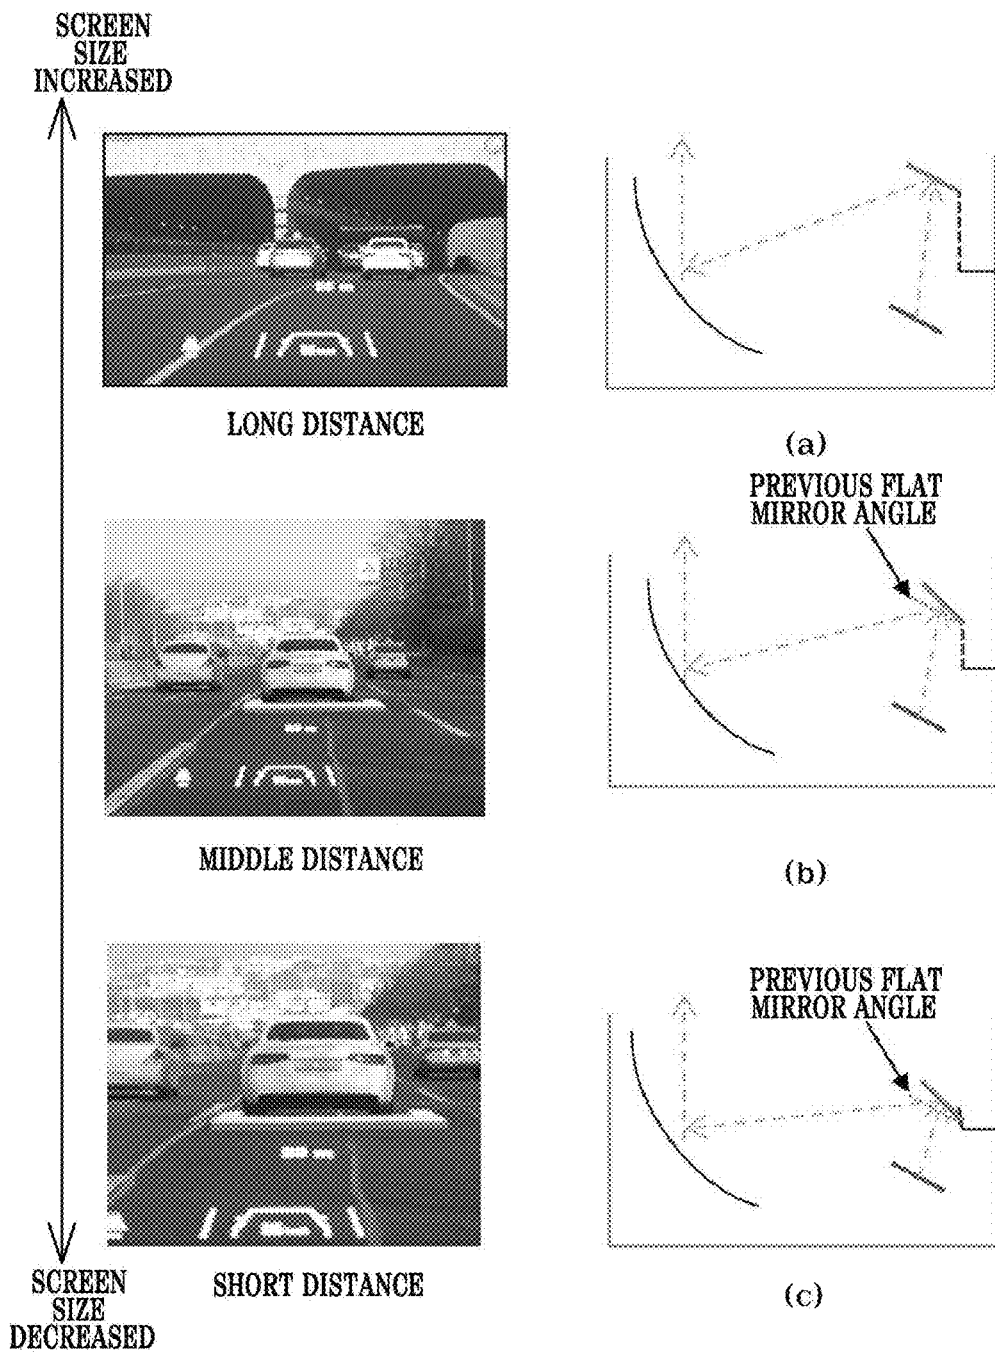 SCREEN
SIZE
INCREASED
LONG DISTANCE
(a)
PREVIOUS FLAT
MIRROR ANGLE
MIDDLE DISTANCE
(b)
PREVIOUS FLAT
MIRROR ANGLE
SHORT DISTANCE
(c)
SCREEN
SIZE
DECREASED